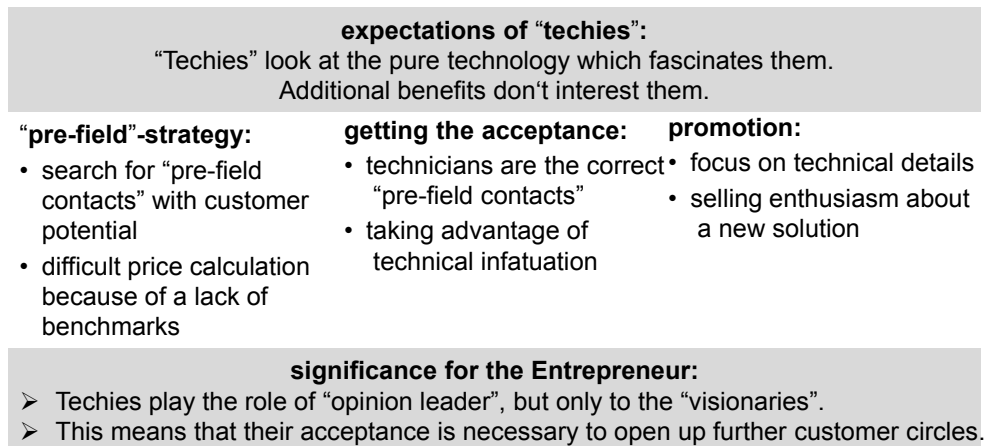 expectations of “techies”:
“Techies” look at the pure technology which fascinates them.
Additional benefits don‘t interest them.
“pre-field”-strategy:
• search for “pre-field
contacts” with customer
potential
• difficult price calculation
because of a lack of
benchmarks
getting the acceptance:
• technicians are the correct
“pre-field contacts”
• taking advantage of
technical infatuation
promotion:
• focus on technical details
• selling enthusiasm about
a new solution
significance for the Entrepreneur:
➢ Techies play the role of “opinion leader”, but only to the “visionaries”.
➢ This means that their acceptance is necessary to open up further customer circles.